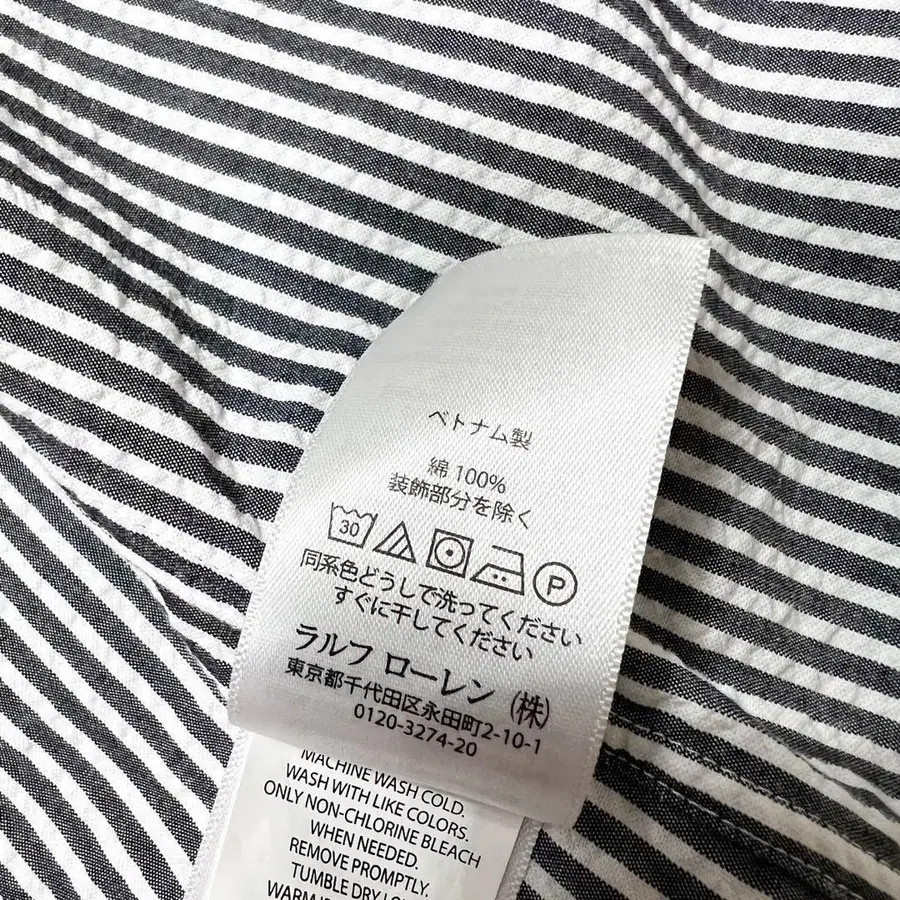 ベトナム製
綿 100%
装飾部分を除く
30 P
同系色どうしで洗ってください
すぐに干してください
ラルフ ローレン (株)
東京都千代田区永田町2-10-1
0120-3274-20
MACHINE WASH COLD.
WASH WITH LIKE COLORS.
ONLY NON-CHLORINE BLEACH
WHEN NEEDED.
REMOVE PROMPTLY.
TUMBLE DRY
WARM